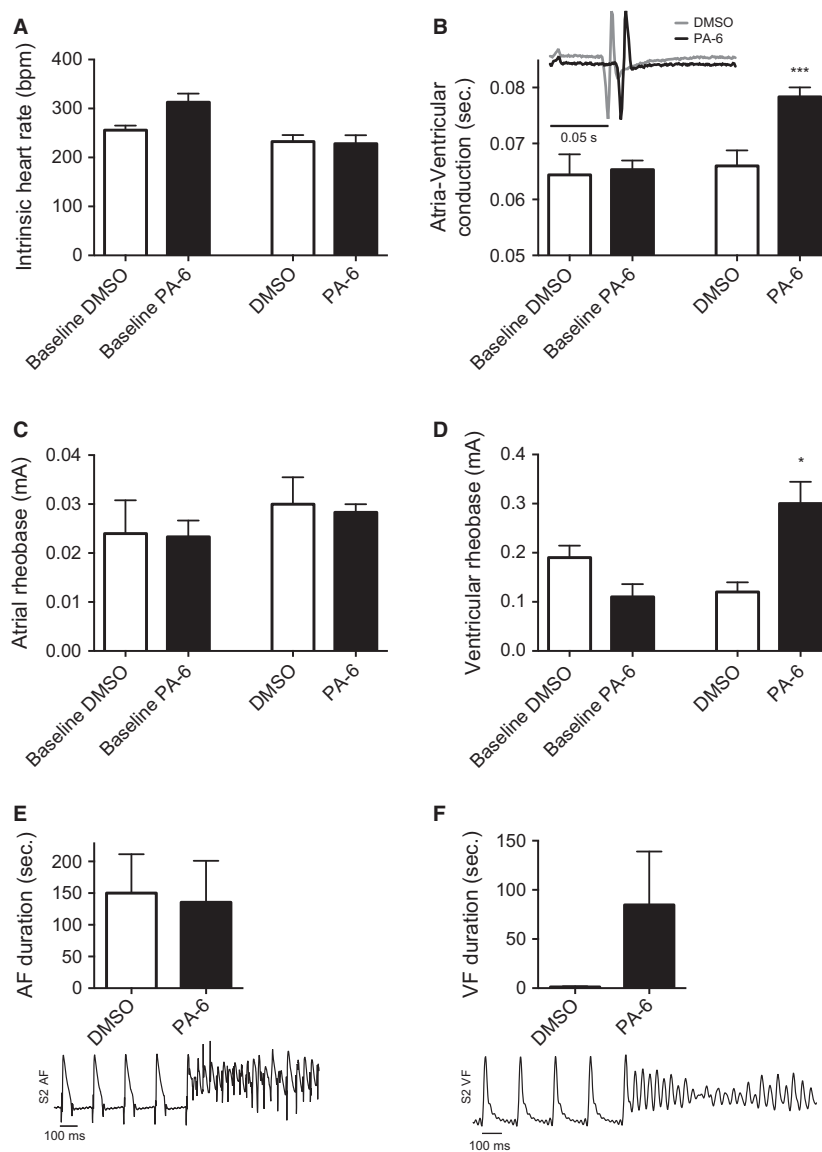 A
Intrinsic heart rate (bpm)
400
300
200
100
0
Baseline DMSO
Baseline PA-6
DMSO
PA-6
B
DMSO
PA-6
Atria-Ventricular
conduction (sec.)
0.08
0.07
0.06
0.05
0.05 s
***
Baseline DMSO
Baseline PA-6
DMSO
PA-6
C
Atrial rheobase (mA)
0.04
0.03
0.02
0.01
0.00
Baseline DMSO
Baseline PA-6
DMSO
PA-6
D
Ventricular rheobase (mA)
0.4
0.3
0.2
0.1
0.0
*
Baseline DMSO
Baseline PA-6
DMSO
PA-6
E
AF duration (sec.)
200
150
100
50
0
DMSO
PA-6
S2 AF
100 ms
F
VF duration (sec.)
150
100
50
0
DMSO
PA-6
S2 VF
100 ms